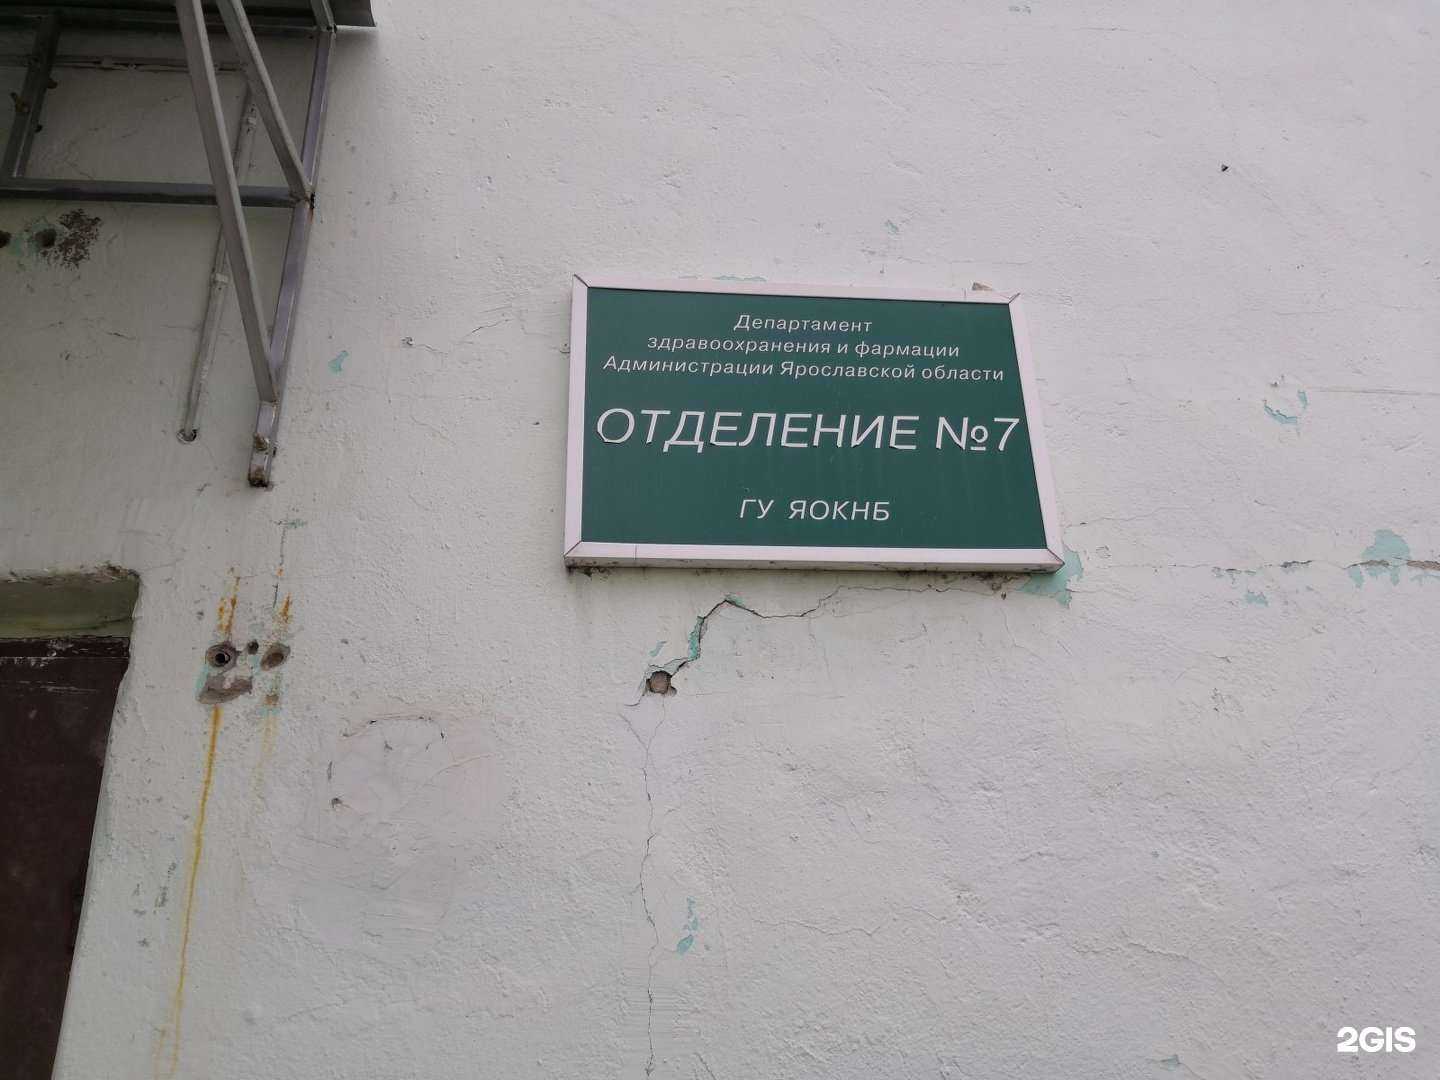 Департамент
здравоохранения и фармации
Администрации Ярославской области
ОТДЕЛЕНИЕ №7
ГУ ЯОКНБ
2GIS